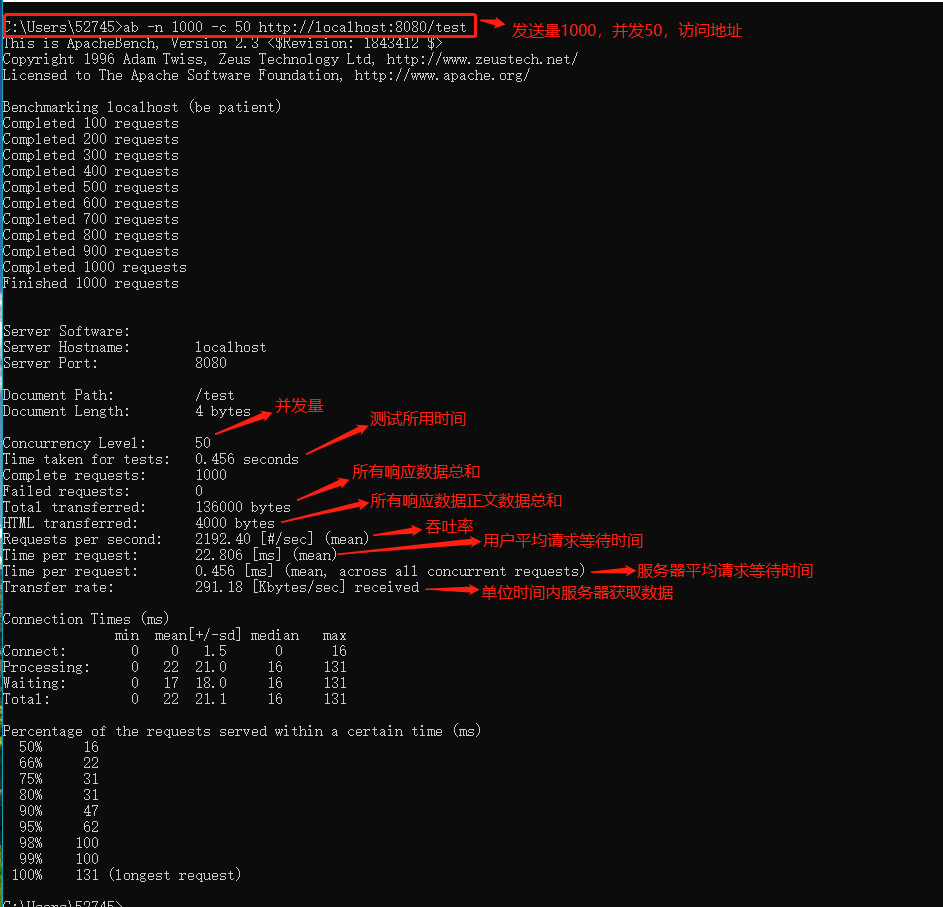 C:\Users\52745>ab -n 1000 -c 50 http://localhost:8080/test 发送量1000，并发50，访问地址
This is ApacheBench, Version 2.3 <$Revision: 1843412 $>
Copyright 1996 Adam Twiss, Zeus Technology Ltd, http://www.zeustech.net/
Licensed to The Apache Software Foundation, http://www.apache.org/
Benchmarking localhost (be patient)
Completed 100 requests
Completed 200 requests
Completed 300 requests
Completed 400 requests
Completed 500 requests
Completed 600 requests
Completed 700 requests
Completed 800 requests
Completed 900 requests
Completed 1000 requests
Finished 1000 requests
Server Software:
Server Hostname: localhost
Server Port: 8080
Document Path: /test
Document Length: 4 bytes
并发量
测试所用时间
Concurrency Level: 50
Time taken for tests: 0.456 seconds
Complete requests: 1000
所有响应数据总和
Failed requests: 0
Total transferred: 136000 bytes
所有响应数据正文数据总和
HTML transferred: 4000 bytes
吞吐率
Requests per second: 2192.40 [#/sec] (mean)
用户平均请求等待时间
Time per request: 22.806 [ms] (mean)
Time per request: 0.456 [ms] (mean, across all concurrent requests) 服务器平均请求等待时间
Transfer rate: 291.18 [Kbytes/sec] received 单位时间内服务器获取数据
Connection Times (ms)
min mean[+/-sd] median max
Connect: 0 0 1.5 0 16
Processing: 0 22 21.0 16 131
Waiting: 0 17 18.0 16 131
Total: 0 22 21.1 16 131
Percentage of the requests served within a certain time (ms)
50% 16
66% 22
75% 31
80% 31
90% 47
95% 62
98% 100
99% 100
100% 131 (longest request)
C:\Users\52745>